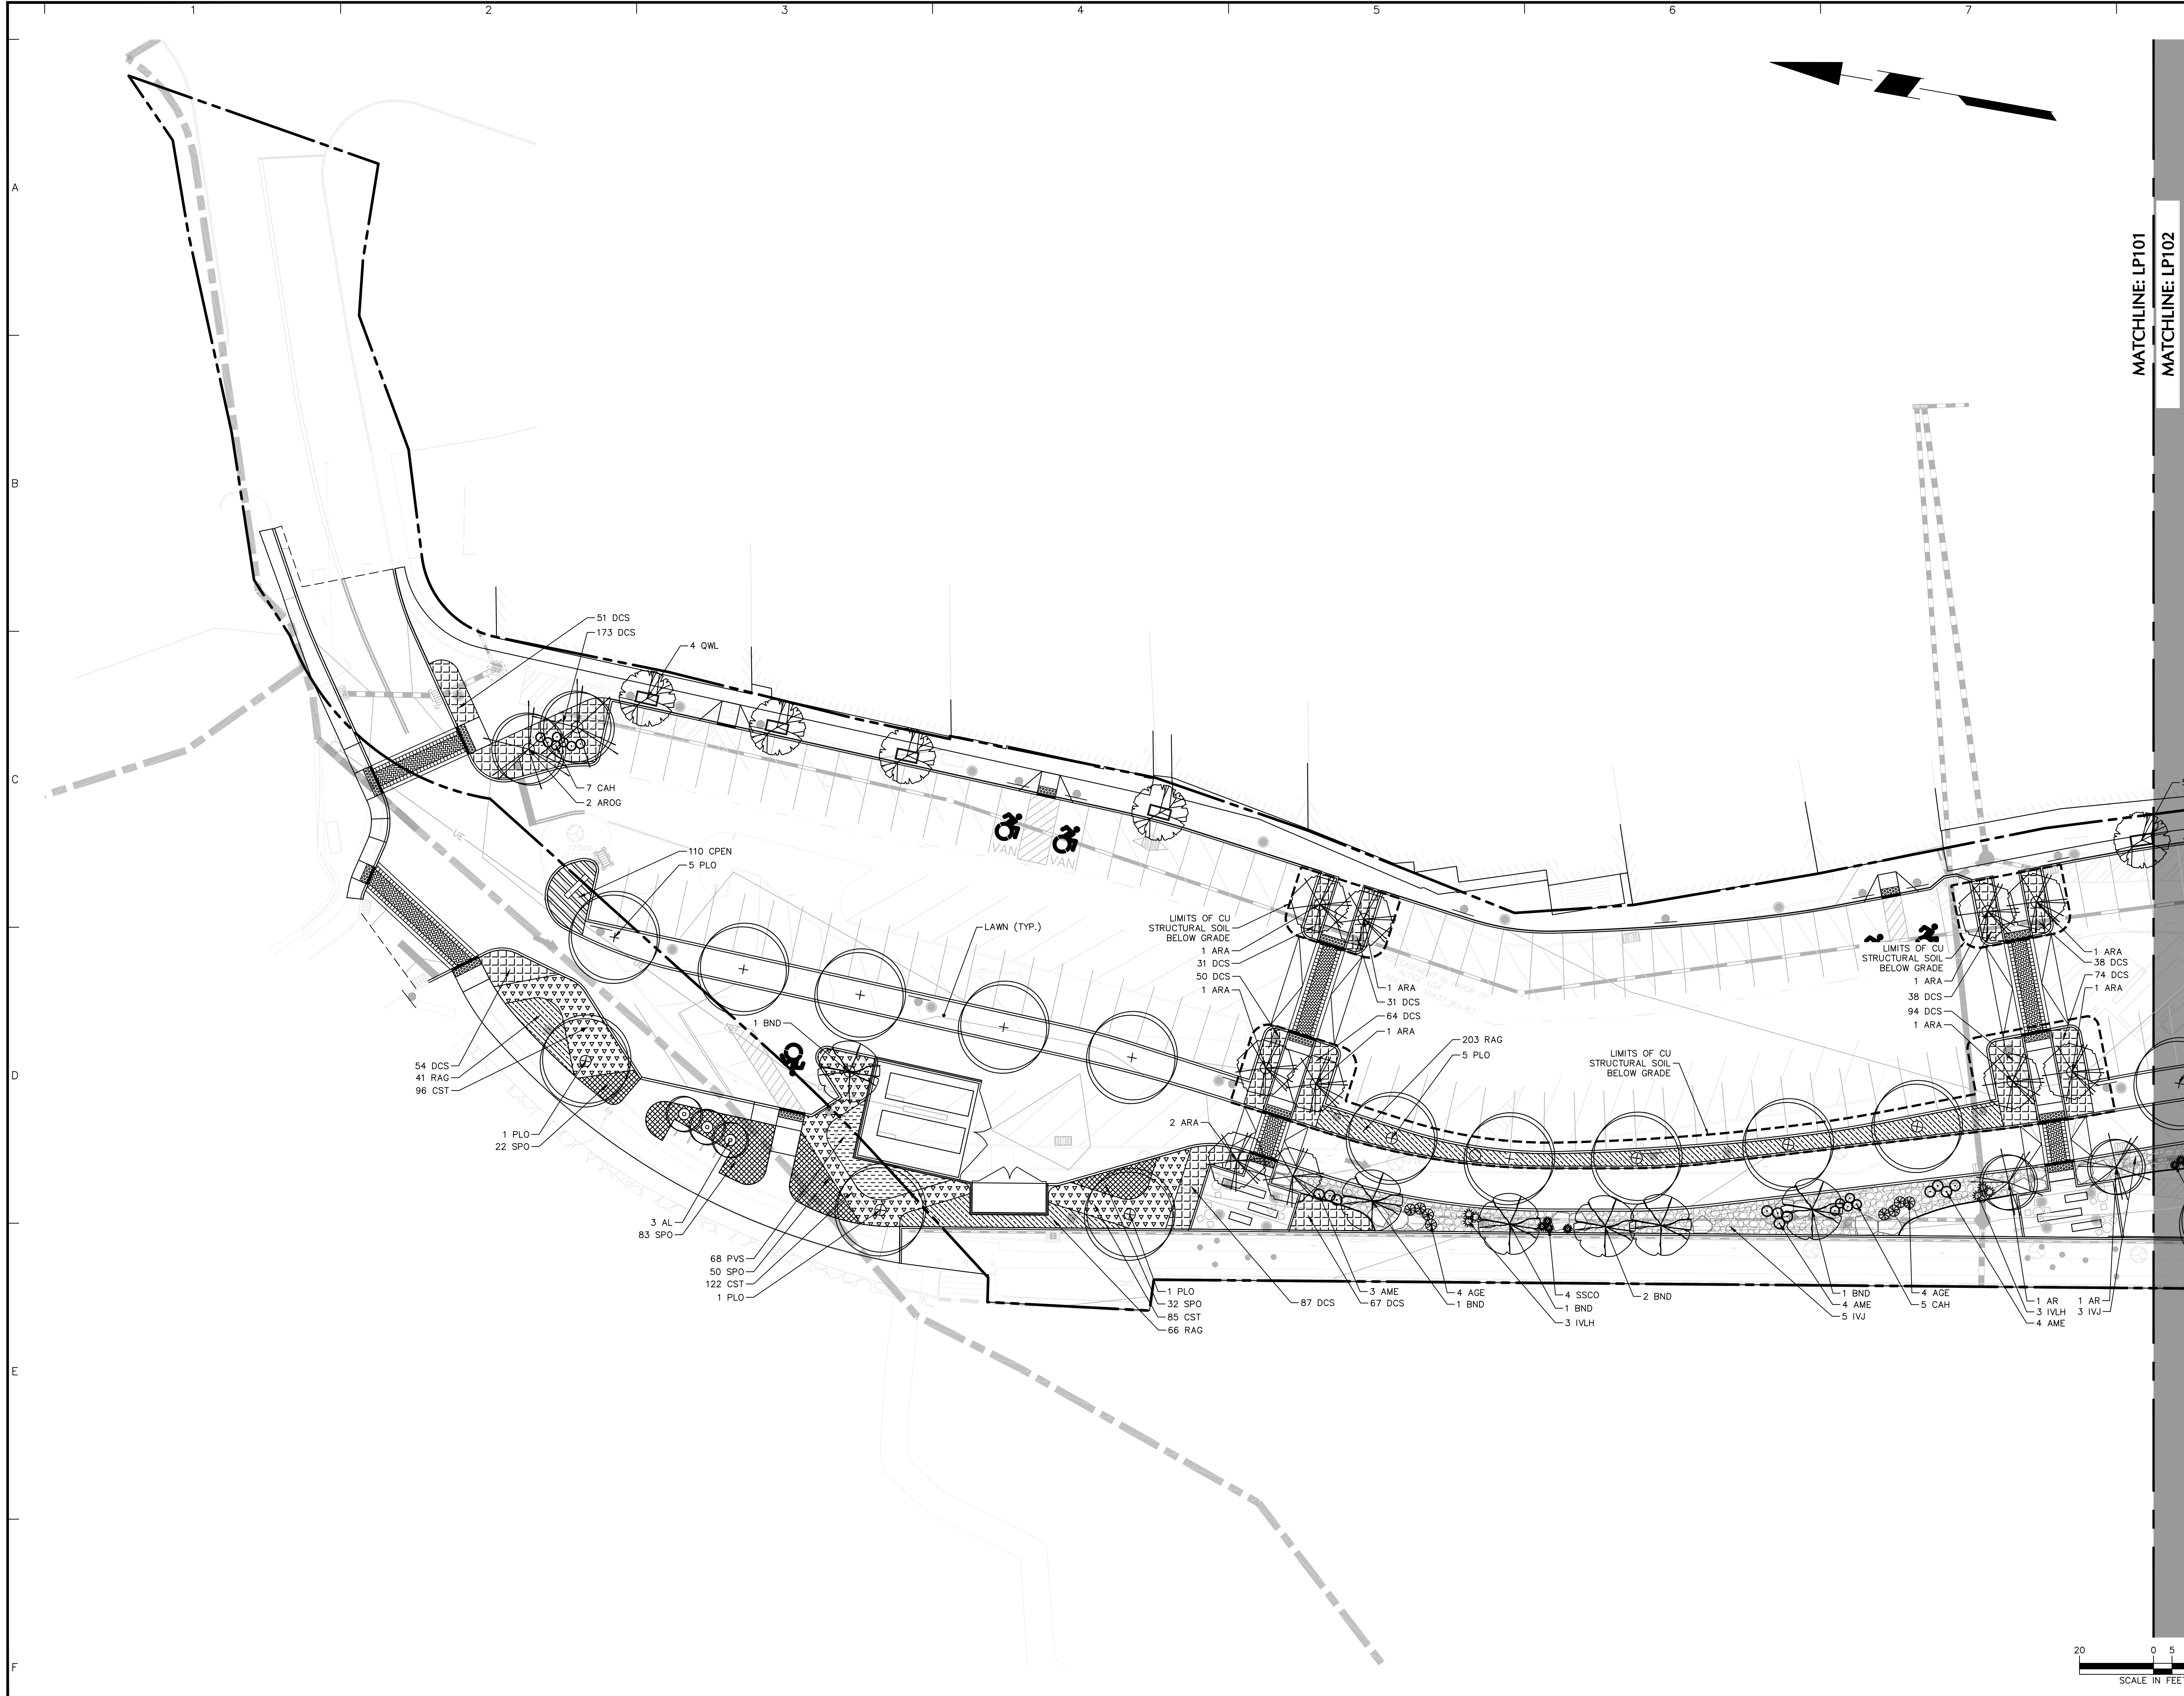 1
2
3
4
5
6
7
A
B
C
D
E
F
MATCHLINE: LP101
MATCHLINE: LP102
51 DCS
173 DCS
4 QWL
7 CAH
2 AROG
UE
110 CPEN
5 PLO
VAN
VAN
LAWN (TYP.)
LIMITS OF CU
STRUCTURAL SOIL
BELOW GRADE
1 ARA
31 DCS
50 DCS
1 ARA
1 ARA
31 DCS
64 DCS
1 ARA
203 RAG
5 PLO
LIMITS OF CU
STRUCTURAL SOIL
BELOW GRADE
LIMITS OF CU
STRUCTURAL SOIL
BELOW GRADE
1 ARA
38 DCS
94 DCS
1 ARA
1 ARA
38 DCS
74 DCS
1 ARA
1 BND
54 DCS
41 RAG
96 CST
1 PLO
22 SPO
3 AL
83 SPO
68 PVS
50 SPO
122 CST
1 PLO
2 ARA
1 PLO
32 SPO
85 CST
66 RAG
87 DCS
3 AME
67 DCS
4 AGE
1 BND
4 SSCO
1 BND
3 IVLH
2 BND
1 BND
4 AME
5 IVJ
4 AGE
5 CAH
1 AR
3 IVLH
4 AME
1 AR
3 IVJ
20
0
5
SCALE IN